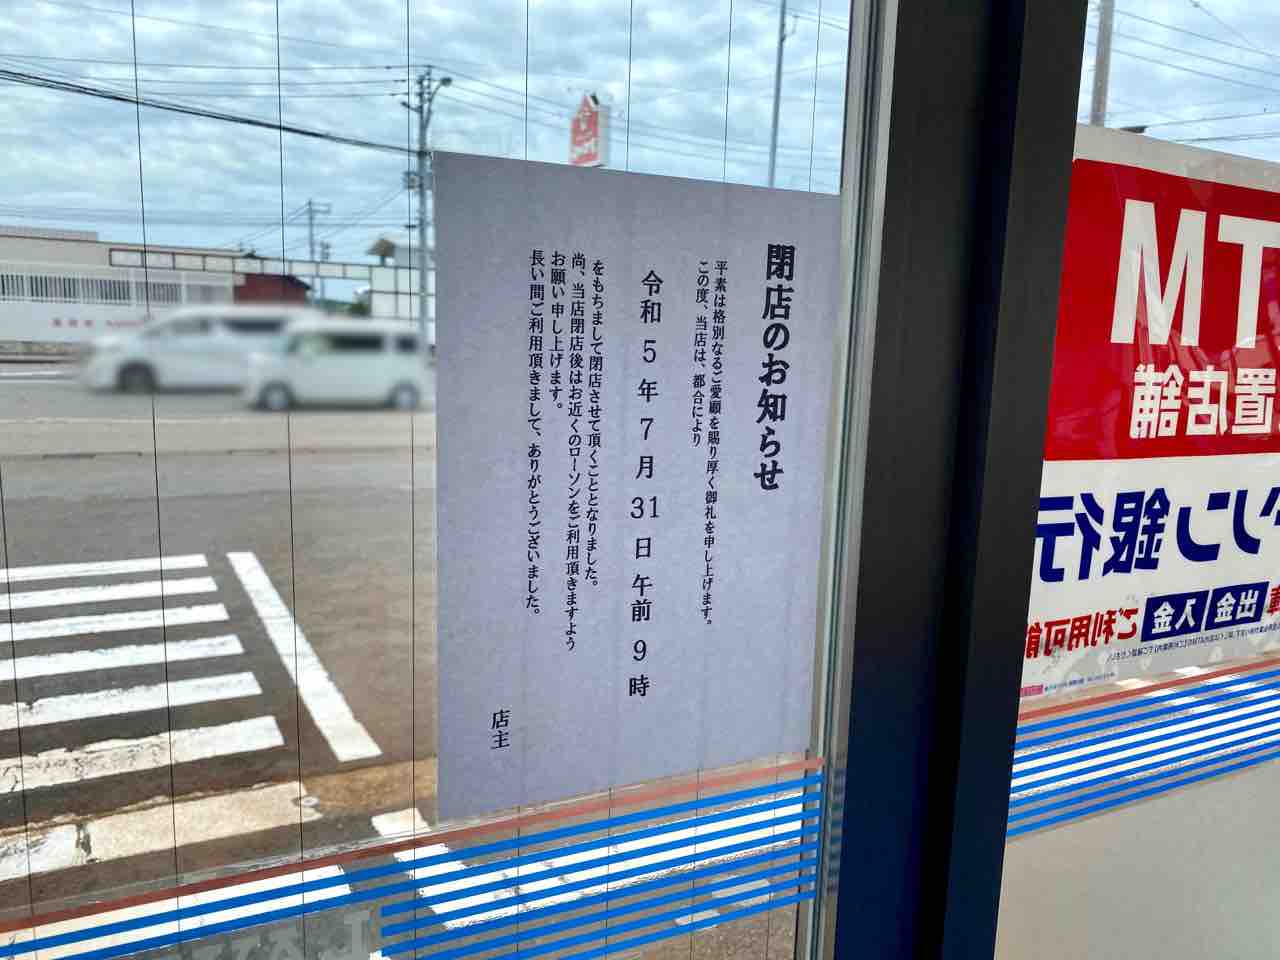 閉店のお知らせ
平素は格別なるご愛願を賜り厚く御礼を申し上げます。
この度、当店は、都合により
令和5年7月31日午前9時
をもちまして閉店させて頂くこととなりました。
尚、当店閉店後はお近くのローソンをご利用頂きますよう
お願い申し上げます。
長い間ご利用頂きまして、ありがとうございました。
店主
TM
置店舗
ソン銀行
出金
入金
ご利用可能